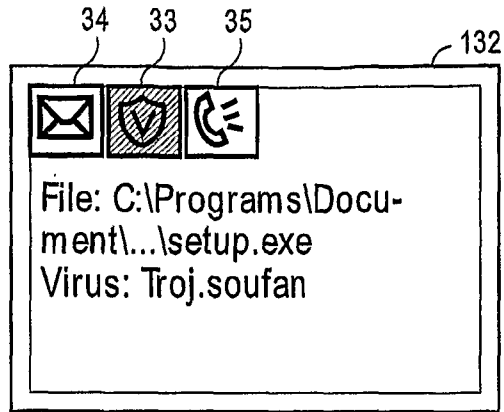 34 33 35
132
V
File: C:\Programs\Docu-
ment\...\setup.exe
Virus: Troj.soufan